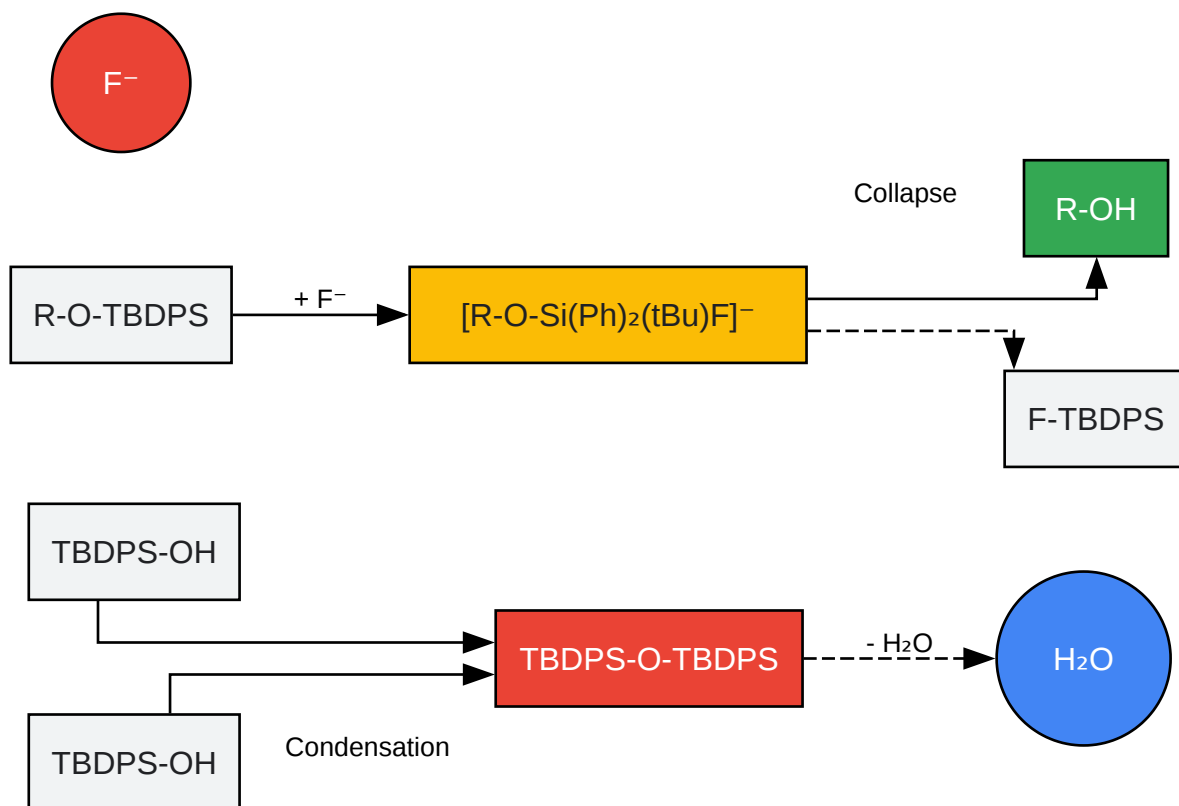 F⁻
Collapse
R-OH
R-O-TBDPS
+ F⁻
[R-O-Si(Ph)₂(tBu)F]⁻
F-TBDPS
TBDPS-OH
TBDPS-O-TBDPS
- H₂O
H₂O
TBDPS-OH
Condensation